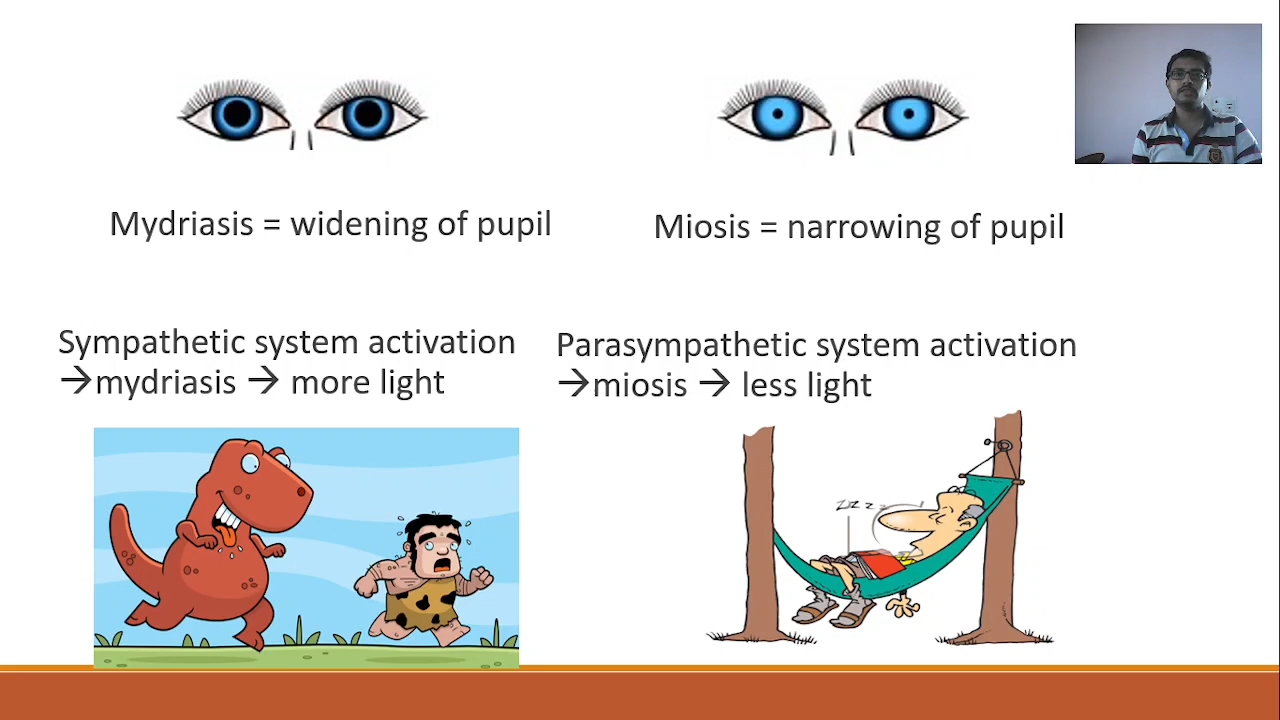 Mydriasis = widening of pupil
Miosis = narrowing of pupil
Sympathetic system activation
→mydriasis → more light
Parasympathetic system activation
→miosis → less light
zzzz